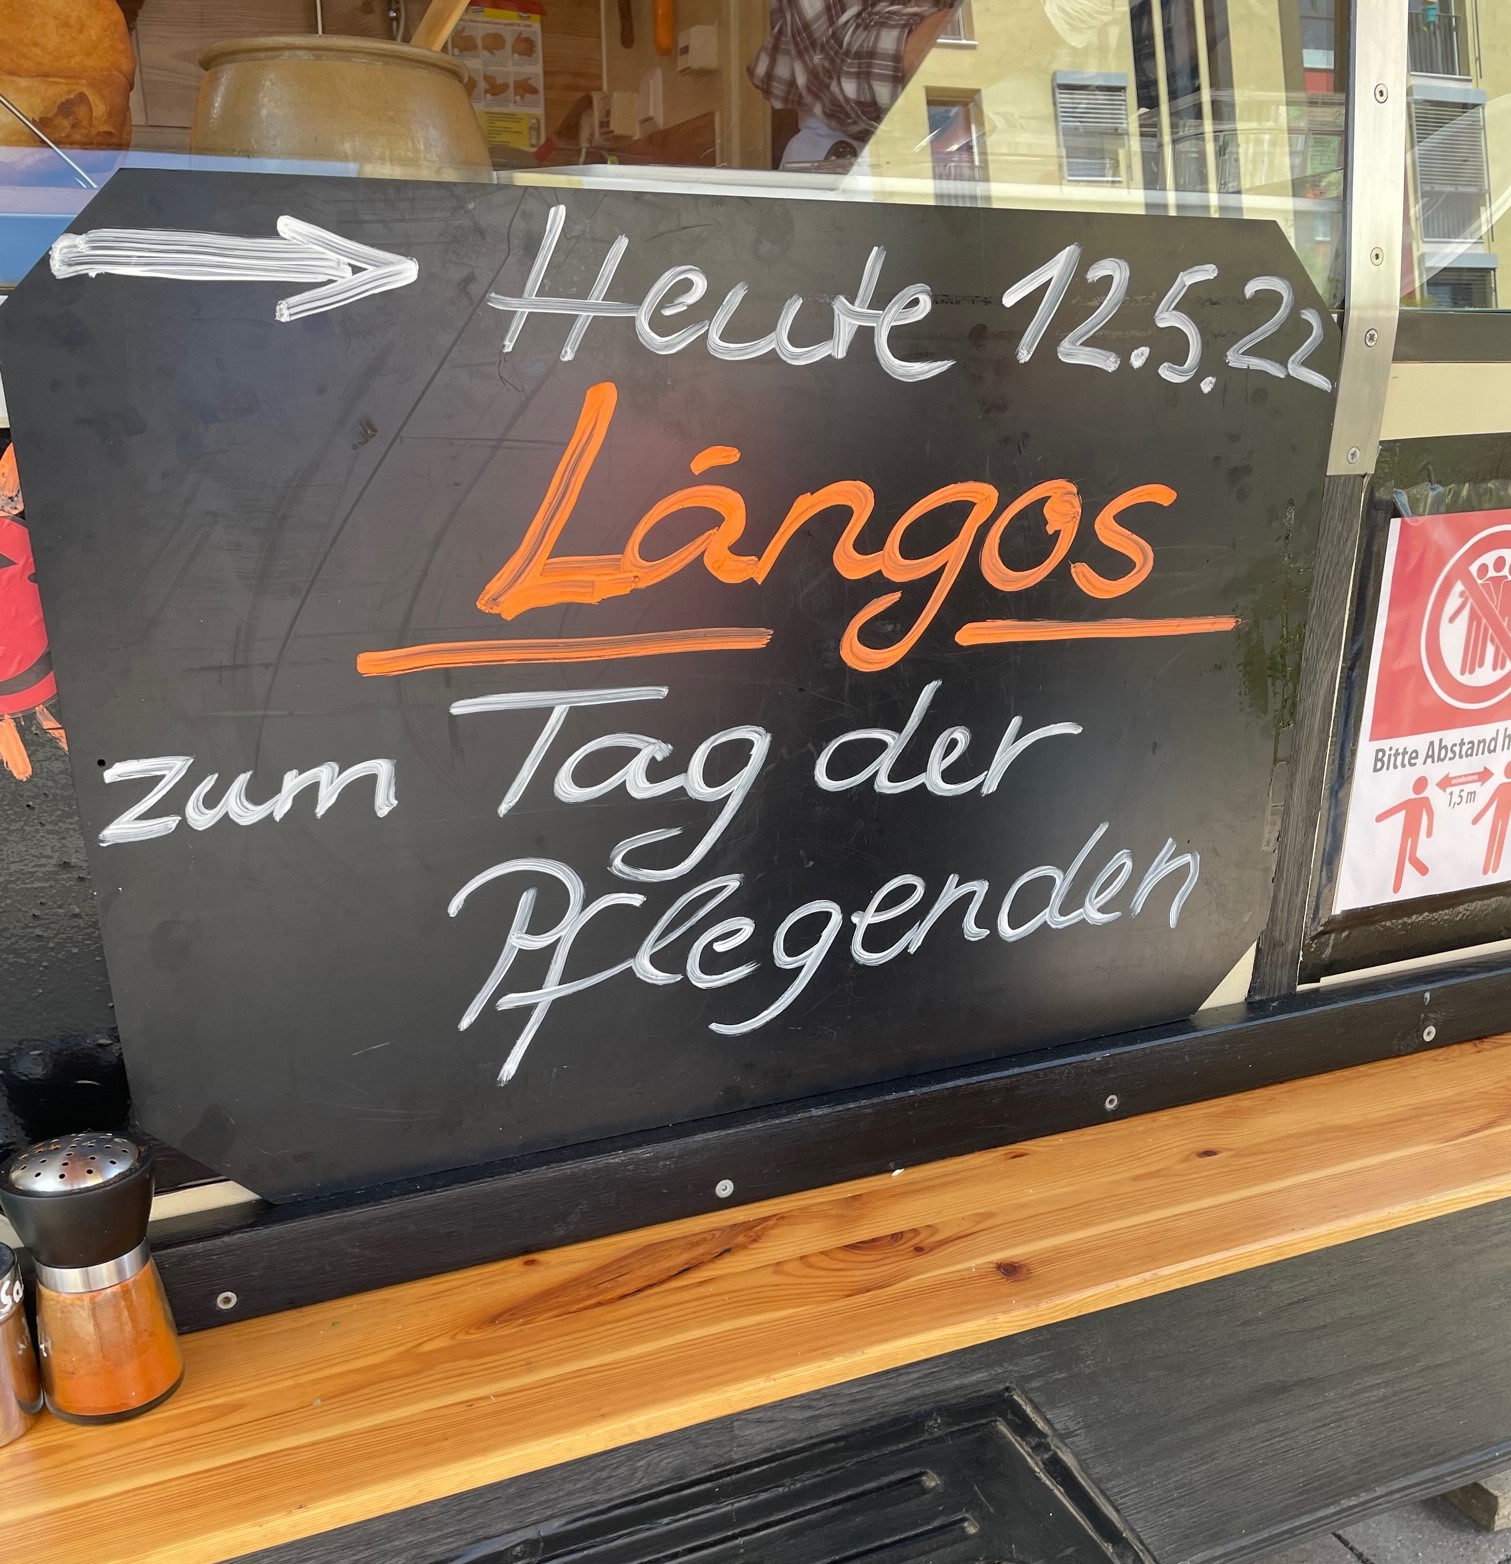 Heute 12.5.22
Lángos
zum Tag der
Pflegenden
Bitte Abstand h
1,5 m